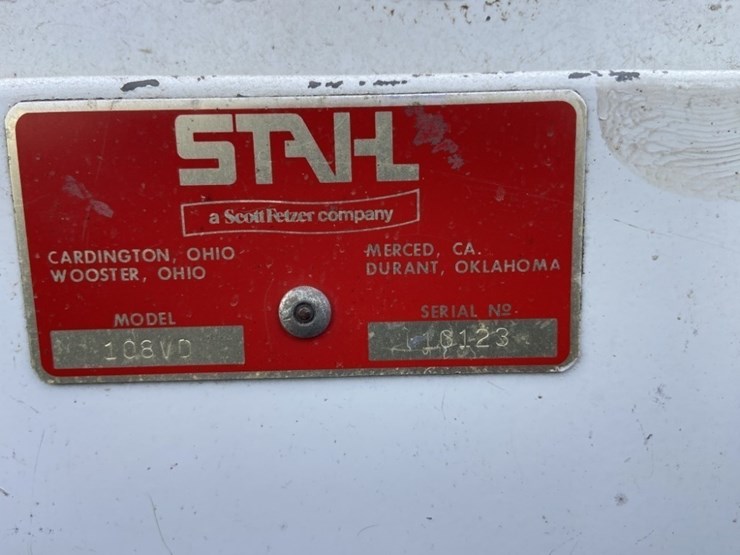 STAHL
a Scott Fetzer company
CARDINGTON, OHIO
WOOSTER, OHIO
MERCED, CA.
DURANT, OKLAHOMA
MODEL
108VD
SERIAL Nº